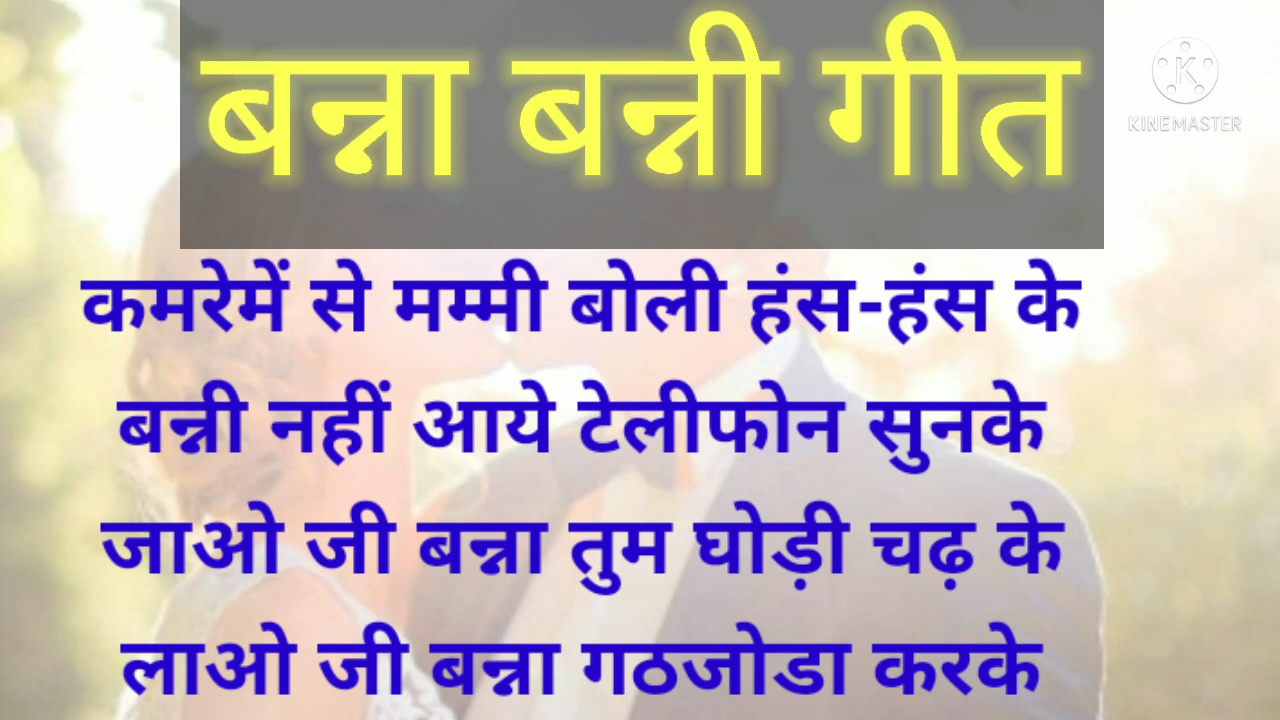 बन्ना बन्नी गीत
KINEMASTER
कमरेमें से मम्मी बोली हंस-हंस के
बन्नी नहीं आये टेलीफोन सुनके
जाओ जी बन्ना तुम घोड़ी चढ़ के
लाओ जी बन्ना गठजोडा करके